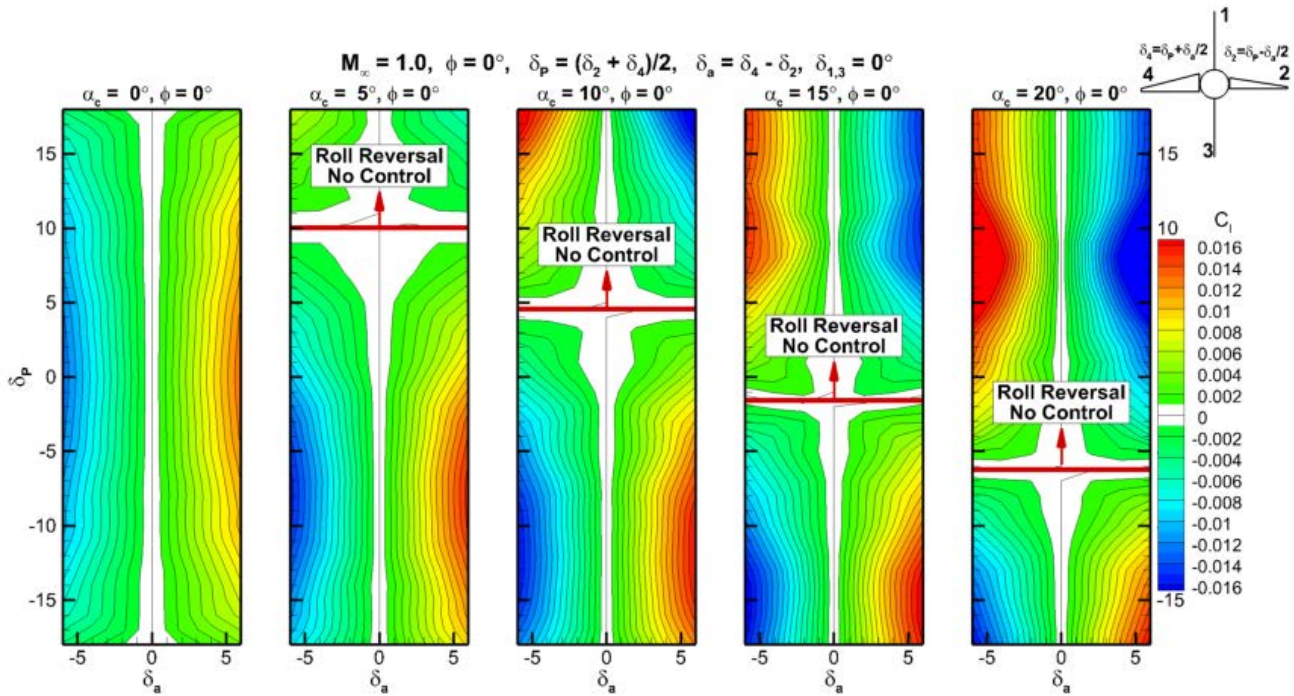 1
M∞ = 1.0, ϕ = 0°, δP = (δ2 + δ4)/2, δa = δ4 - δ2, δ1,3 = 0°
δ4=δP+δa/2 δ2=δP-δa/2
4 2
3
αc = 0°, ϕ = 0° αc = 5°, ϕ = 0° αc = 10°, ϕ = 0° αc = 15°, ϕ = 0° αc = 20°, ϕ = 0°
15
10
5
0
-5
-10
-15
δP
Roll Reversal
No Control
Roll Reversal
No Control
Roll Reversal
No Control
Roll Reversal
No Control
15
10
-15
Cl
0.016
0.014
0.012
0.01
0.008
0.006
0.004
0.002
0
-0.002
-0.004
-0.006
-0.008
-0.01
-0.012
-0.014
-0.016
-5 0 5 -5 0 5 -5 0 5 -5 0 5 -5 0 5
δa δa δa δa δa